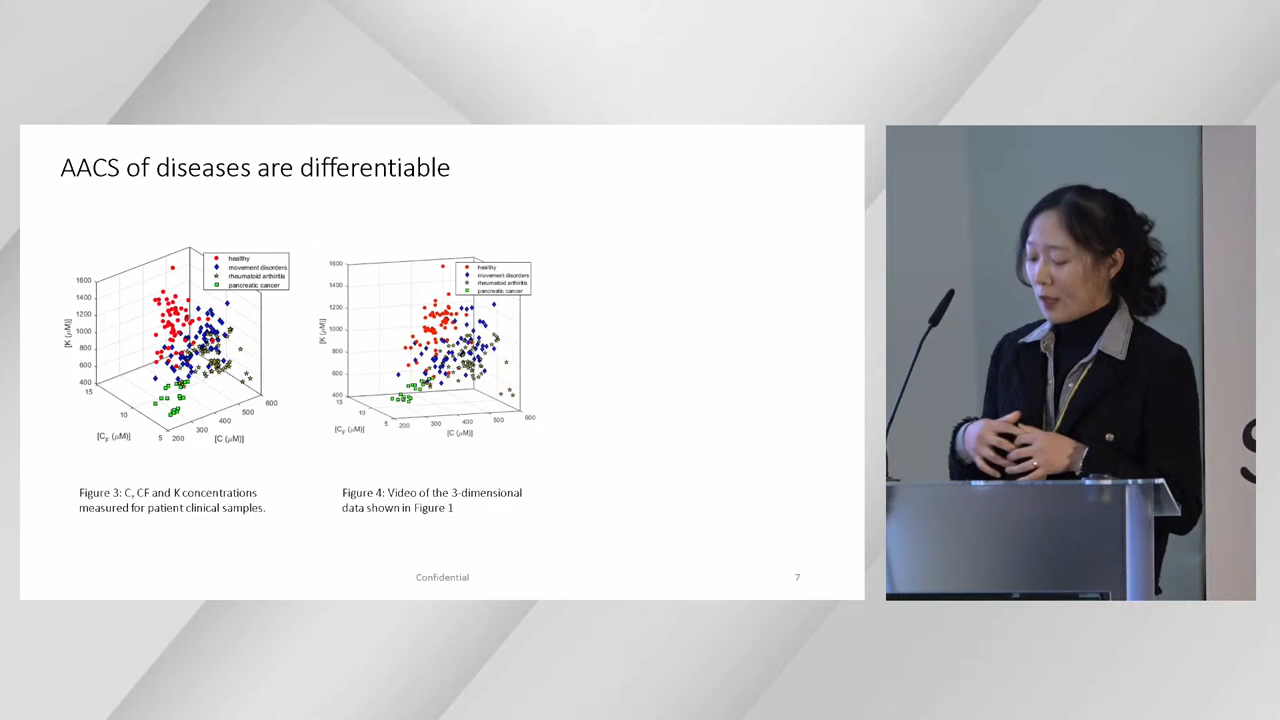 AACS of diseases are differentiable
healthy
movement disorders
rheumatoid arthiritis
pancreatic cancer
1600
1400
1200
1000
800
600
400
[K (μM)]
15
10
5
[C_F (μM)]
200
300
400
500
600
[C (μM)]
healthy
movement disorders
rheumatoid arthiritis
pancreatic cancer
1600
1400
1200
1000
800
600
400
[K (μM)]
15
10
5
[C_F (μM)]
200
300
400
500
600
[C (μM)]
Figure 3: C, CF and K concentrations
measured for patient clinical samples.
Figure 4: Video of the 3-dimensional
data shown in Figure 1
Confidential
7